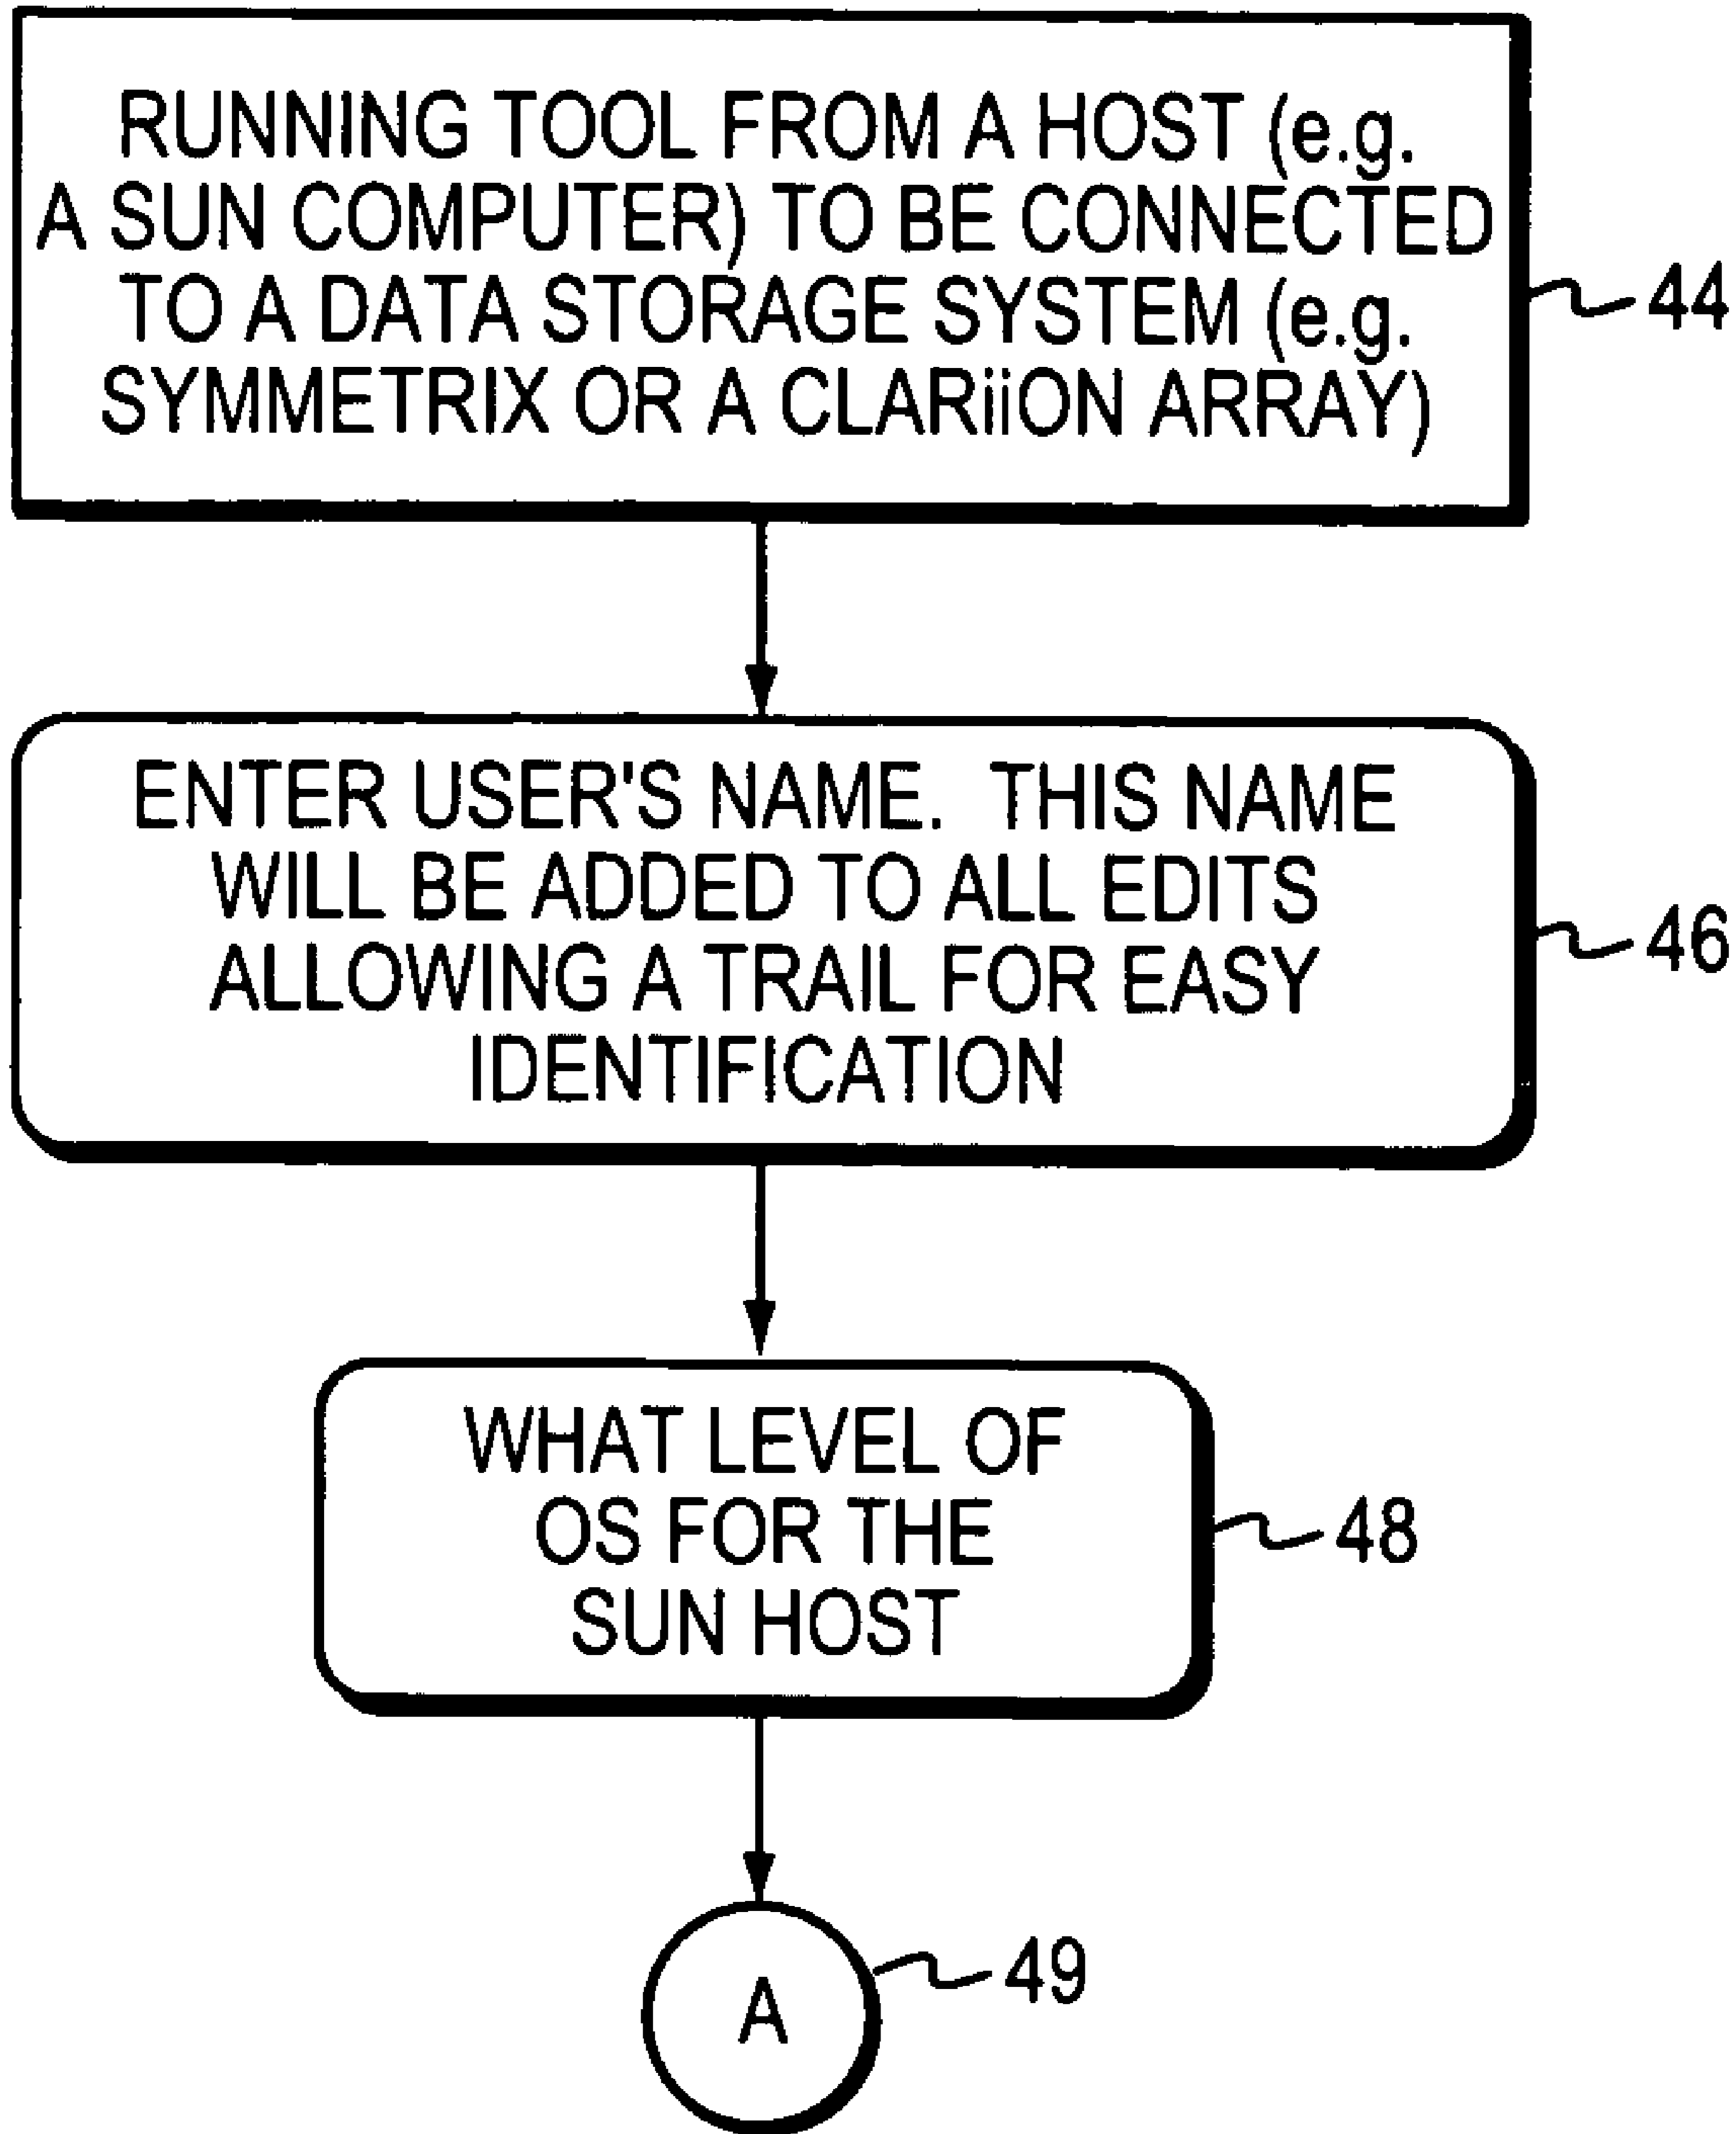 RUNNING TOOL FROM A HOST (e.g.
A SUN COMPUTER) TO BE CONNECTED
TO A DATA STORAGE SYSTEM (e.g.
SYMMETRIX OR A CLARiiON ARRAY)
44
ENTER USER'S NAME. THIS NAME
WILL BE ADDED TO ALL EDITS
ALLOWING A TRAIL FOR EASY
IDENTIFICATION
46
WHAT LEVEL OF
OS FOR THE
SUN HOST
48
A
49